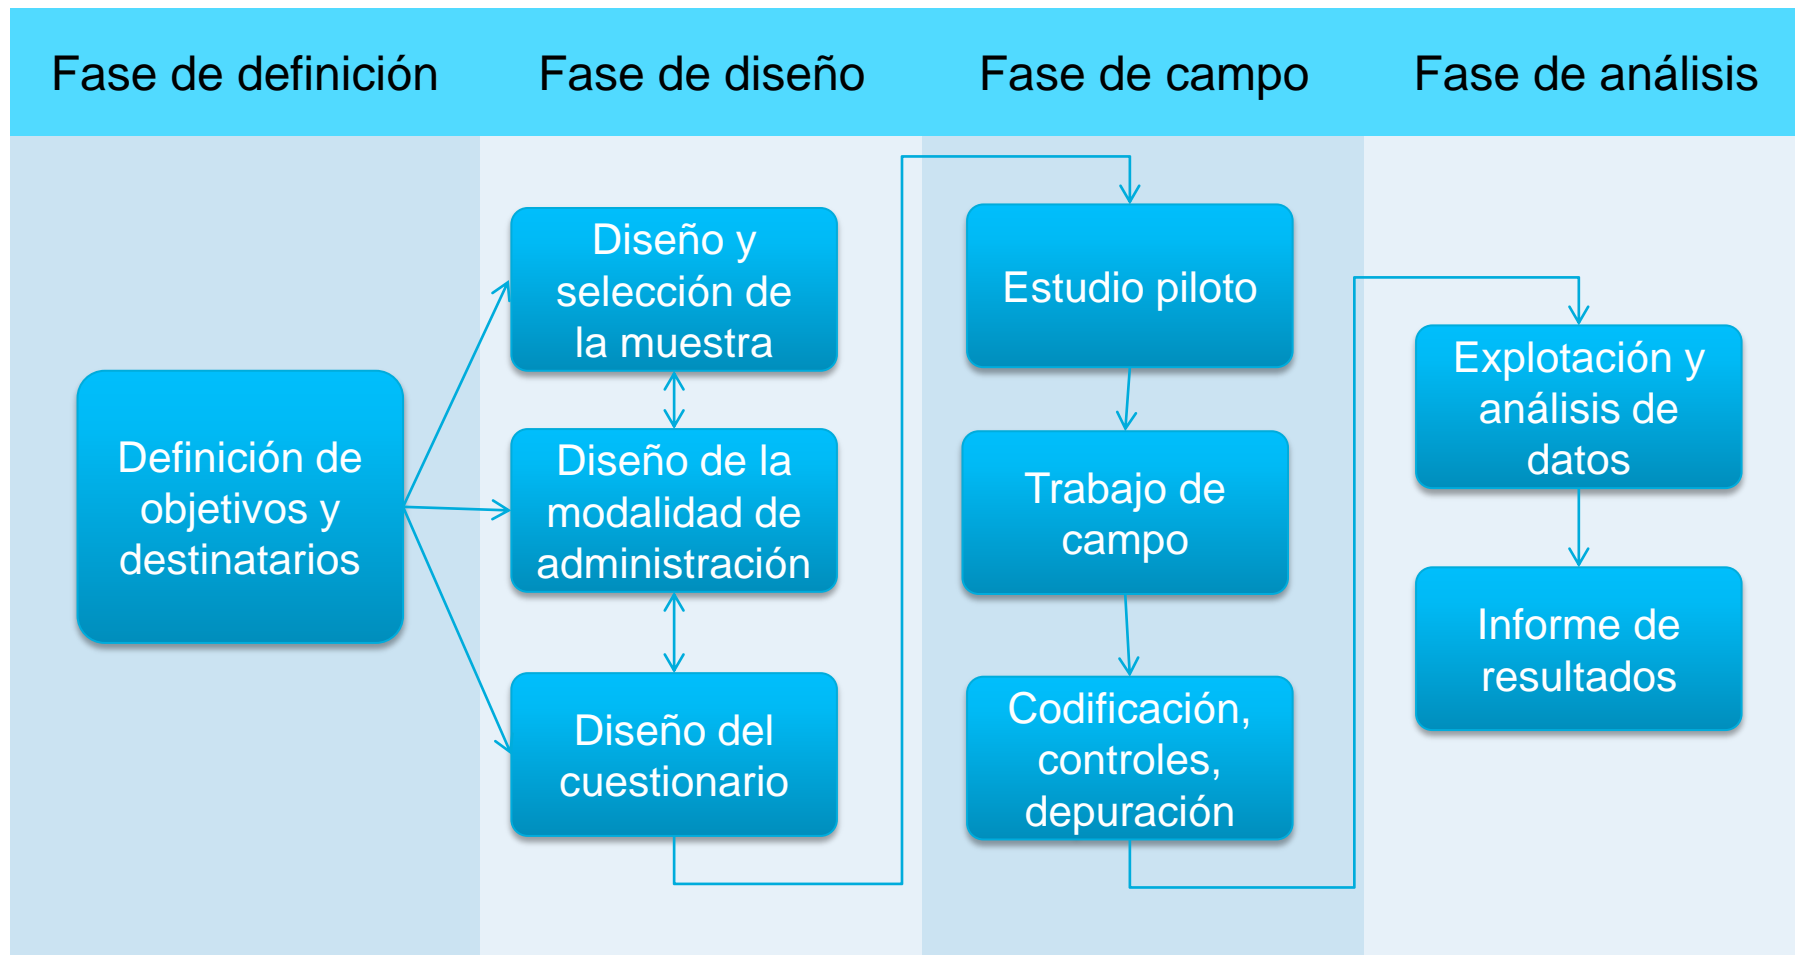 Fase de definición
Fase de diseño
Fase de campo
Fase de análisis
Definición de
objetivos y
destinatarios
Diseño y
selección de
la muestra
Diseño de la
modalidad de
administración
Diseño del
cuestionario
Estudio piloto
Trabajo de
campo
Codificación,
controles,
depuración
Explotación y
análisis de
datos
Informe de
resultados